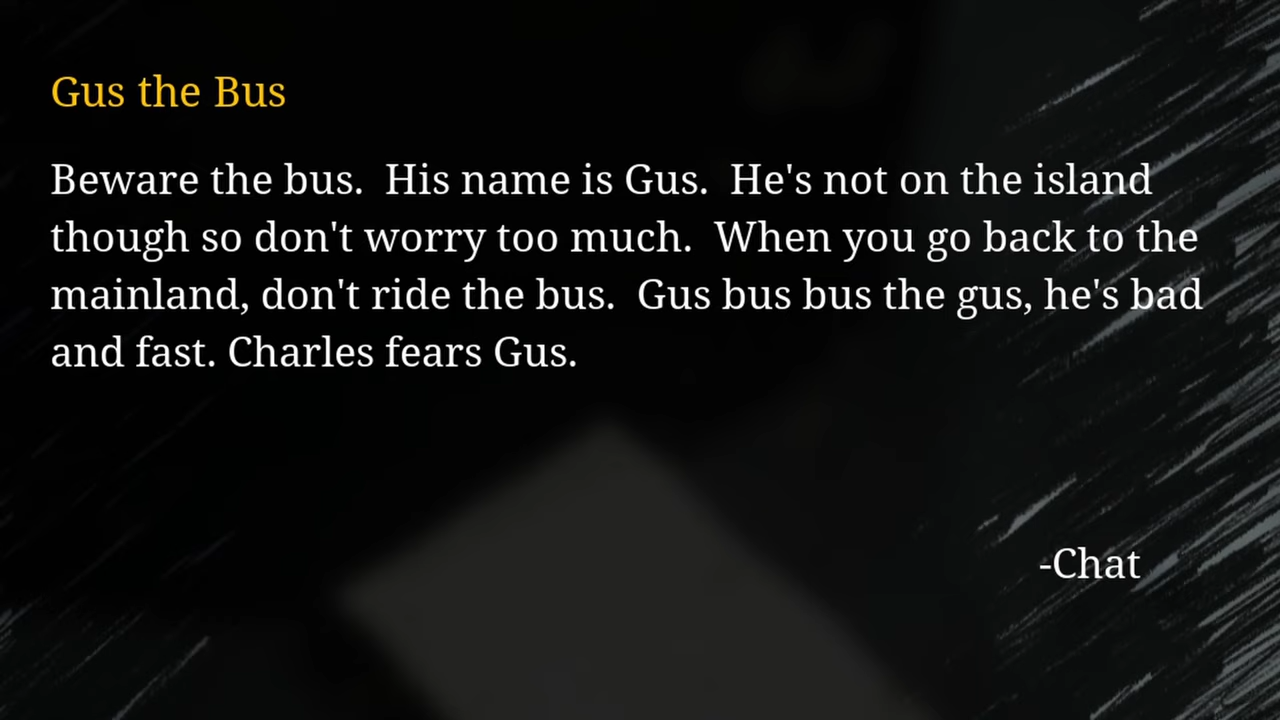 Gus the Bus
Beware the bus.  His name is Gus.  He's not on the island
though so don't worry too much.  When you go back to the
mainland, don't ride the bus.  Gus bus bus the gus, he's bad
and fast. Charles fears Gus.
-Chat